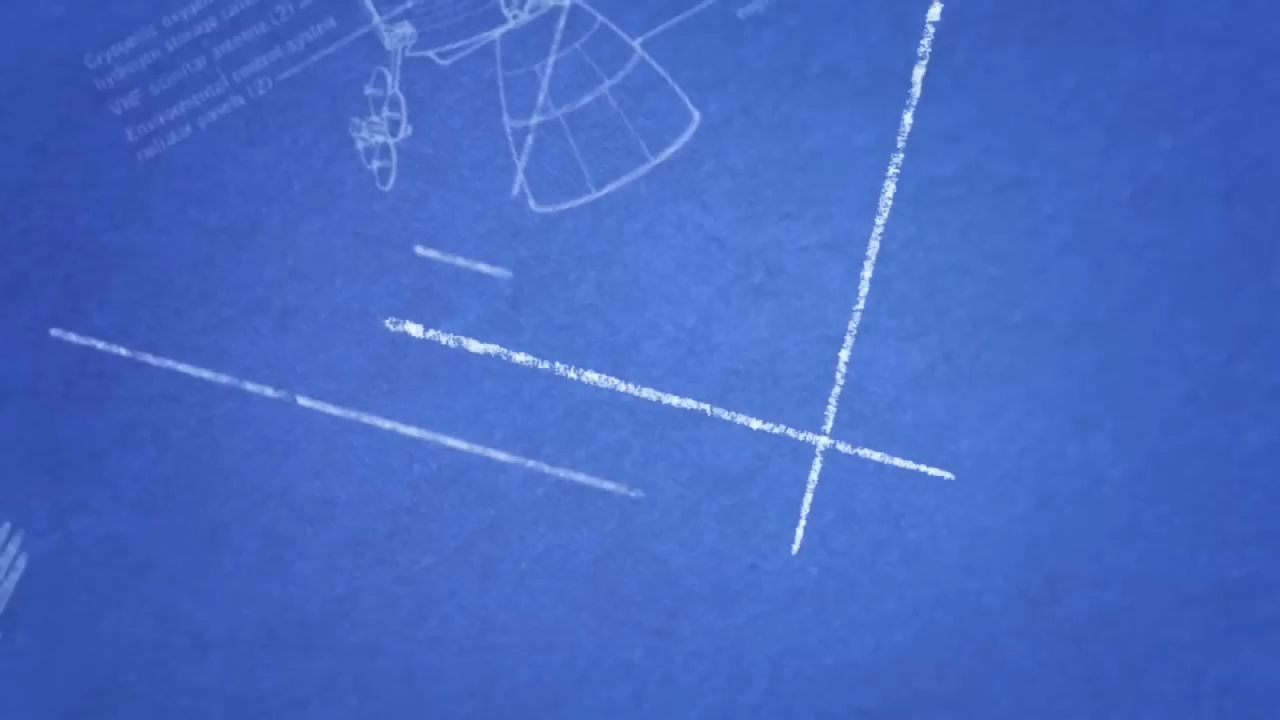 Cryogenic oxygen
hydrogen storage
VHF scimitar antenna (2)
Environmental control system
radiator panels (2)